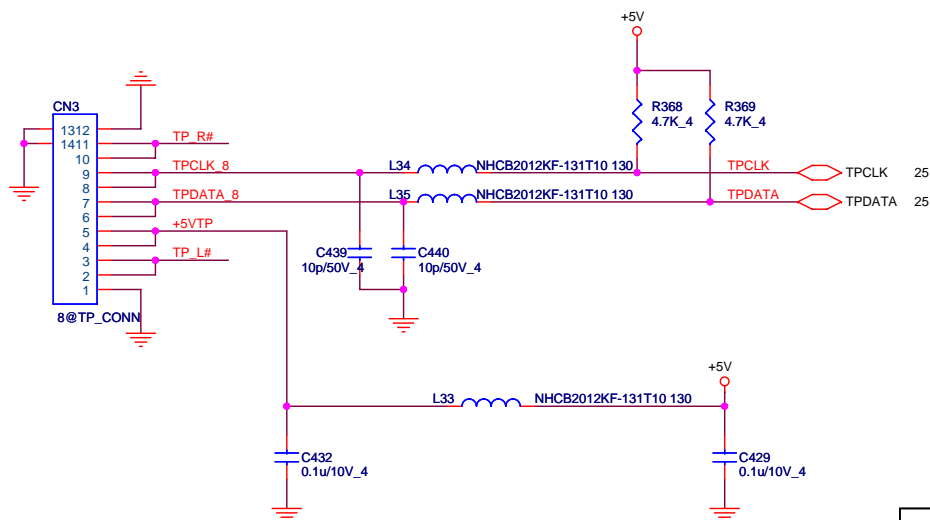 +5V
CN3
R368
4.7K_4
R369
4.7K_4
1312
1411
10
9
8
7
6
5
4
3
2
1
TP_R#
TPCLK_8
L34
NHCB2012KF-131T10 130
TPCLK
TPCLK
25
TPDATA_8
L35
NHCB2012KF-131T10 130
TPDATA
TPDATA
25
+5VTP
C439
10p/50V_4
C440
10p/50V_4
TP_L#
8@TP_CONN
+5V
L33
NHCB2012KF-131T10 130
C432
0.1u/10V_4
C429
0.1u/10V_4